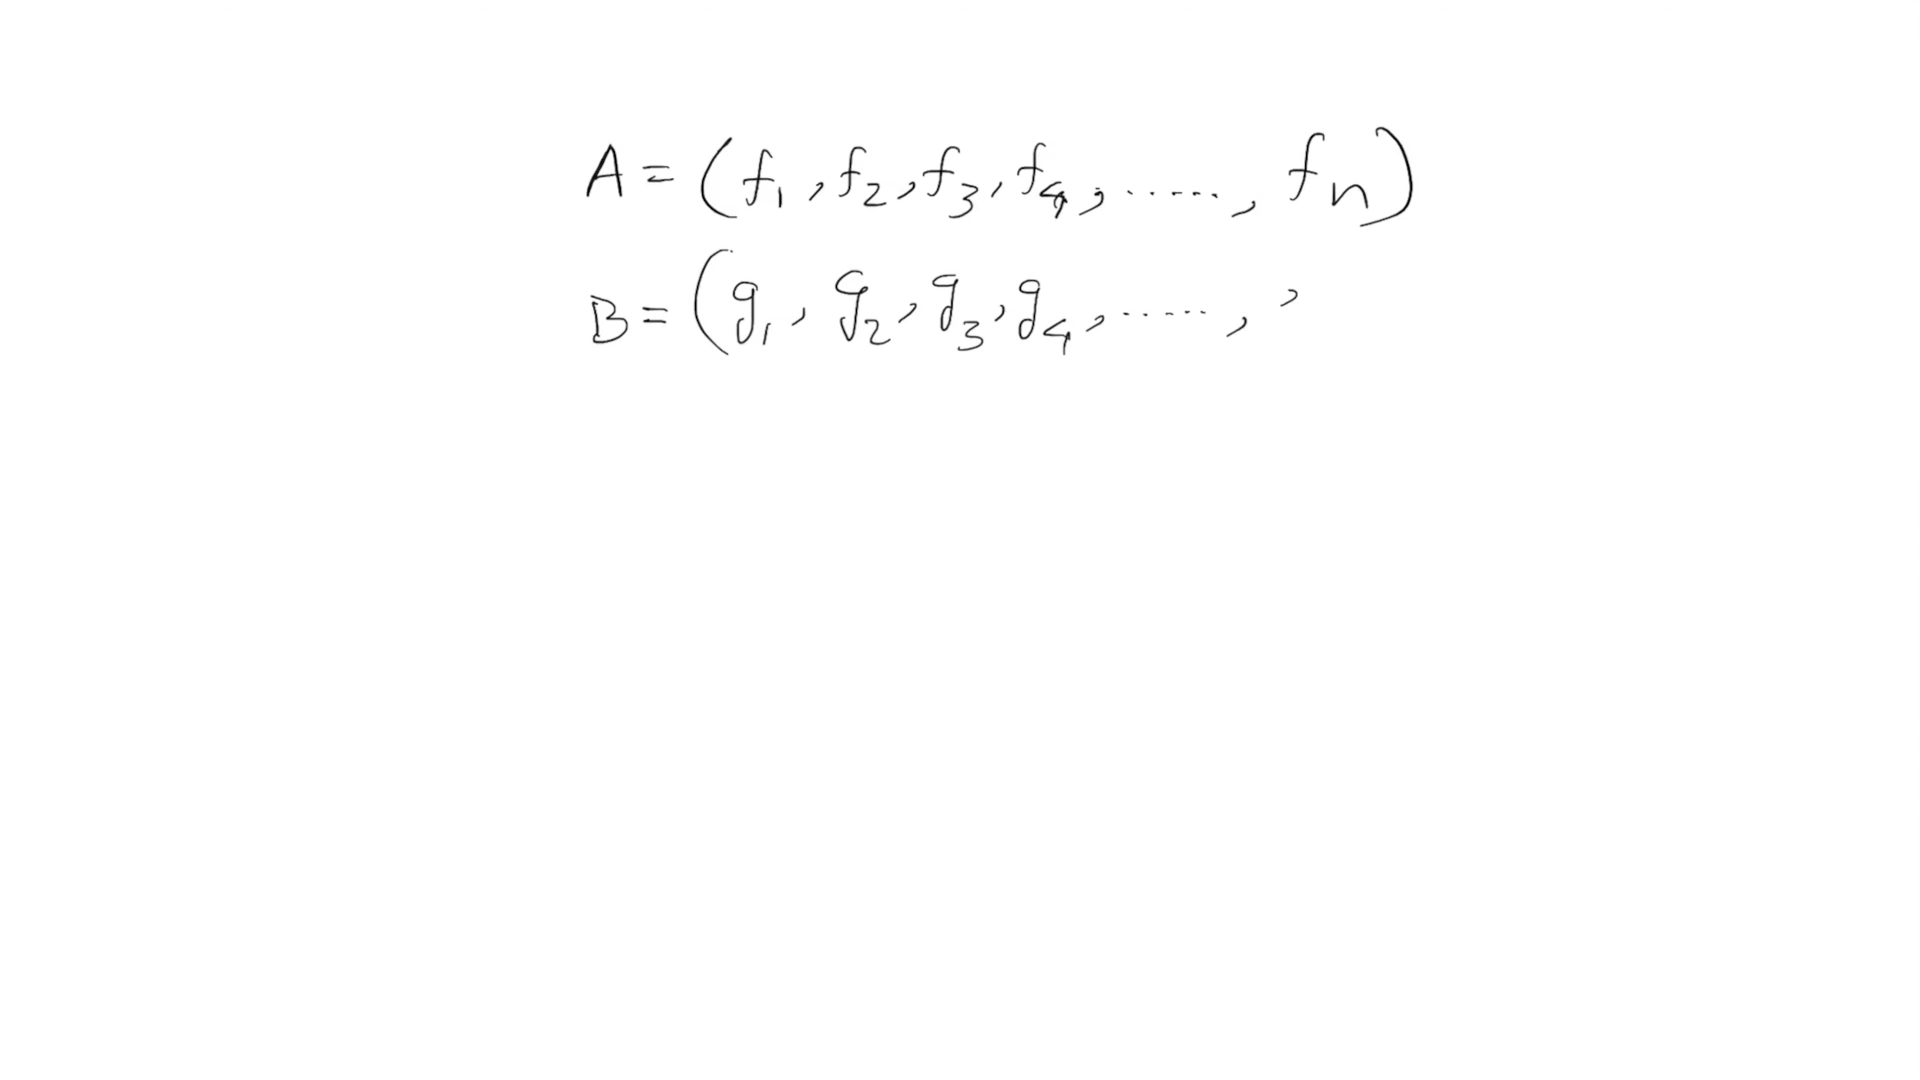 A = (f₁, f₂, f₃, f₄, ......, fₙ)
B = (g₁, g₂, g₃, g₄, ......, ,